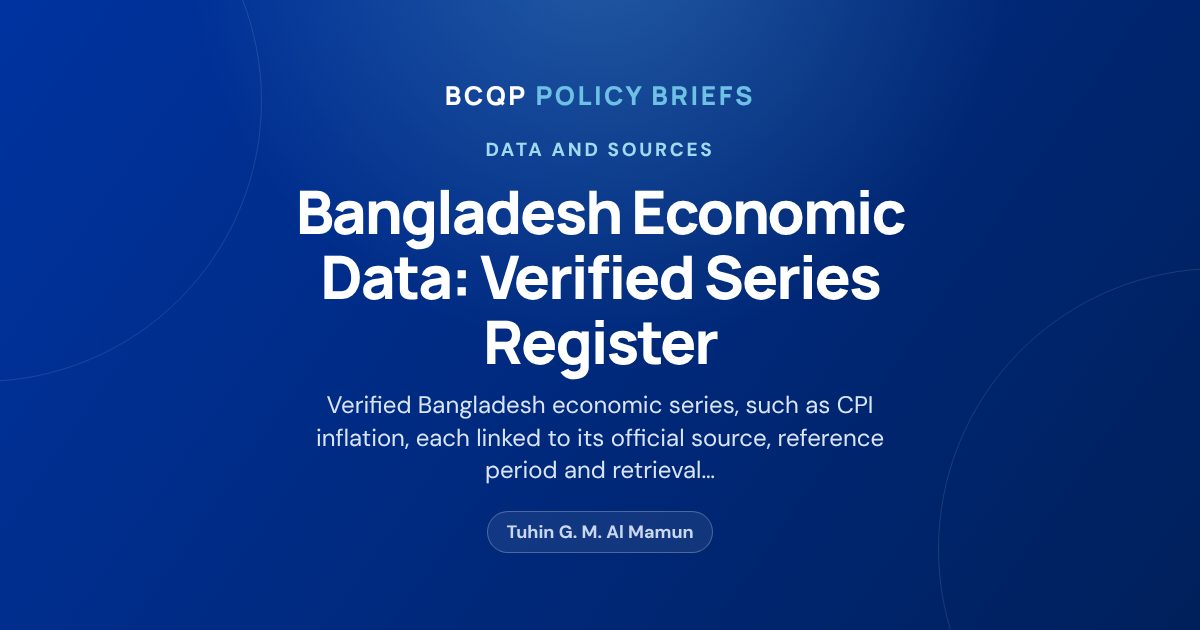 BCQP POLICY BRIEFS
DATA AND SOURCES
Bangladesh Economic
Data: Verified Series
Register
Verified Bangladesh economic series, such as CPI
inflation, each linked to its official source, reference
period and retrieval...
Tuhin G. M. Al Mamun